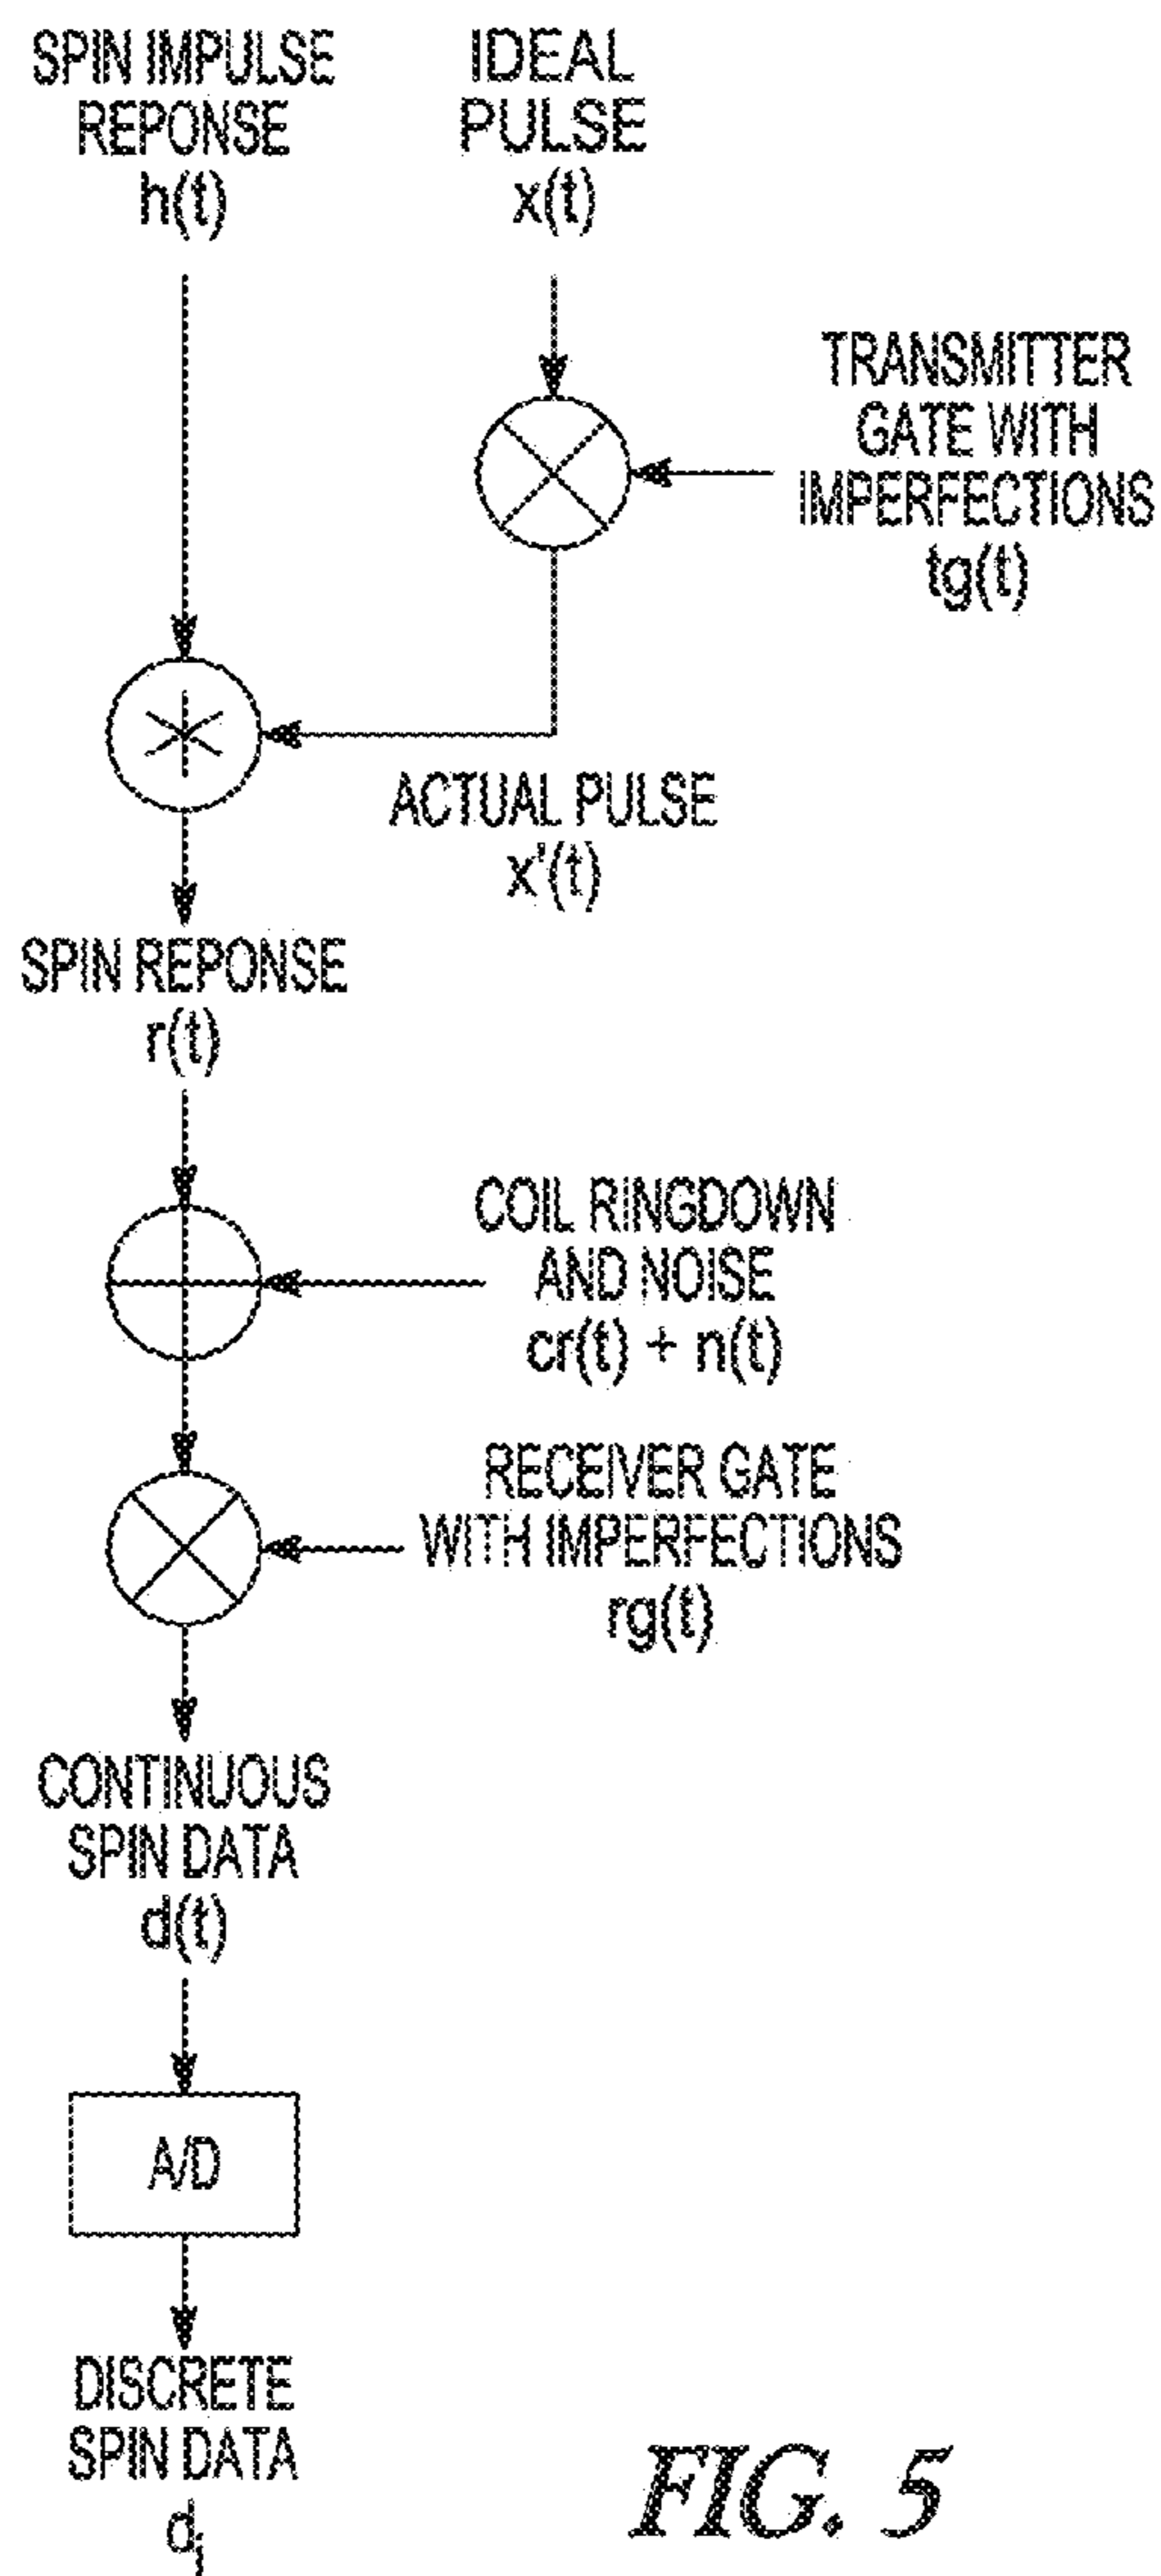 SPIN IMPULSE
REPONSE
h(t)
IDEAL
PULSE
x(t)
TRANSMITTER
GATE WITH
IMPERFECTIONS
tg(t)
ACTUAL PULSE
x'(t)
SPIN REPONSE
r(t)
COIL RINGDOWN
AND NOISE
cr(t) + n(t)
RECEIVER GATE
WITH IMPERFECTIONS
rg(t)
CONTINUOUS
SPIN DATA
d(t)
A/D
DISCRETE
SPIN DATA
FIG. 5